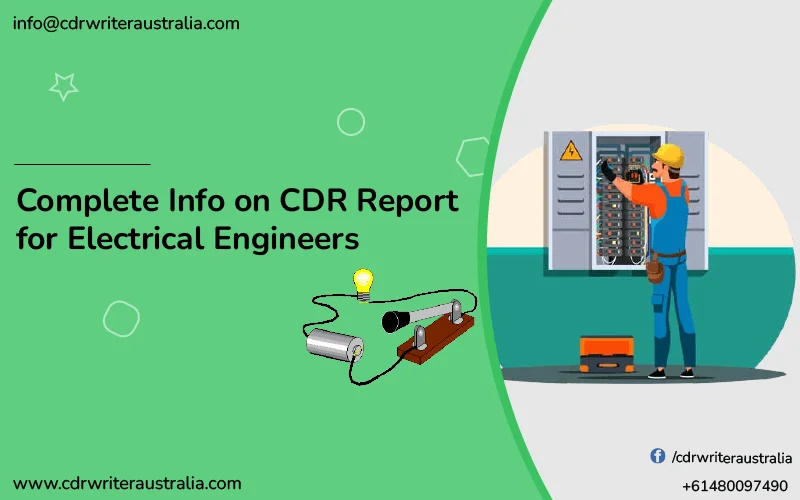 info@cdrwriteraustralia.com
Complete Info on CDR Report
for Electrical Engineers
www.cdrwriteraustralia.com
/cdrwriteraustralia
+61480097490